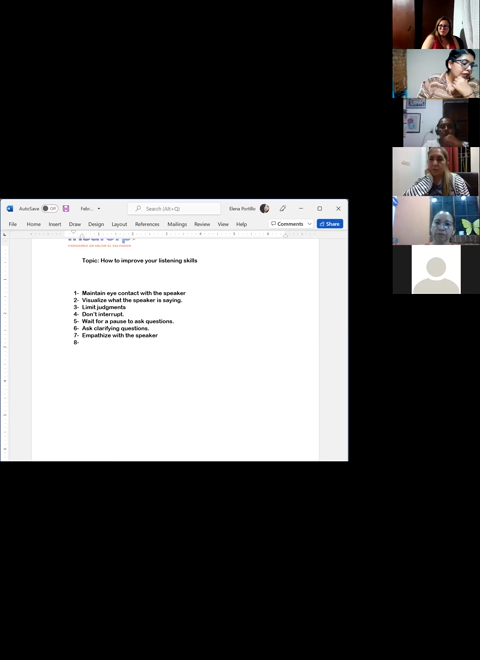 AutoSave Off Felix... Search (Alt+Q) Elena Portillo
File Home Insert Draw Design Layout References Mailings Review View Help Comments Share
Topic: How to improve your listening skills
1- Maintain eye contact with the speaker
2- Visualize what the speaker is saying.
3- Limit judgments
4- Don't interrupt.
5- Wait for a pause to ask questions.
6- Ask clarifying questions.
7- Empathize with the speaker
8-